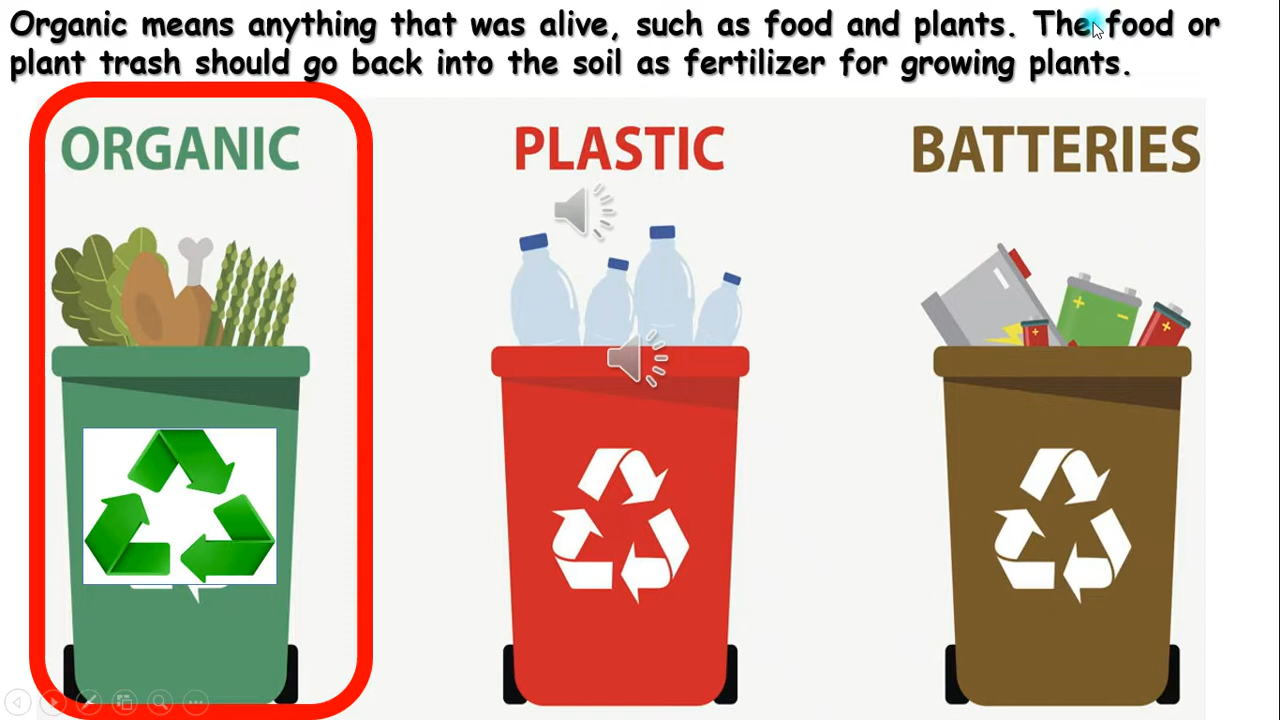 Organic means anything that was alive, such as food and plants. The food or
plant trash should go back into the soil as fertilizer for growing plants.
ORGANIC
PLASTIC
BATTERIES